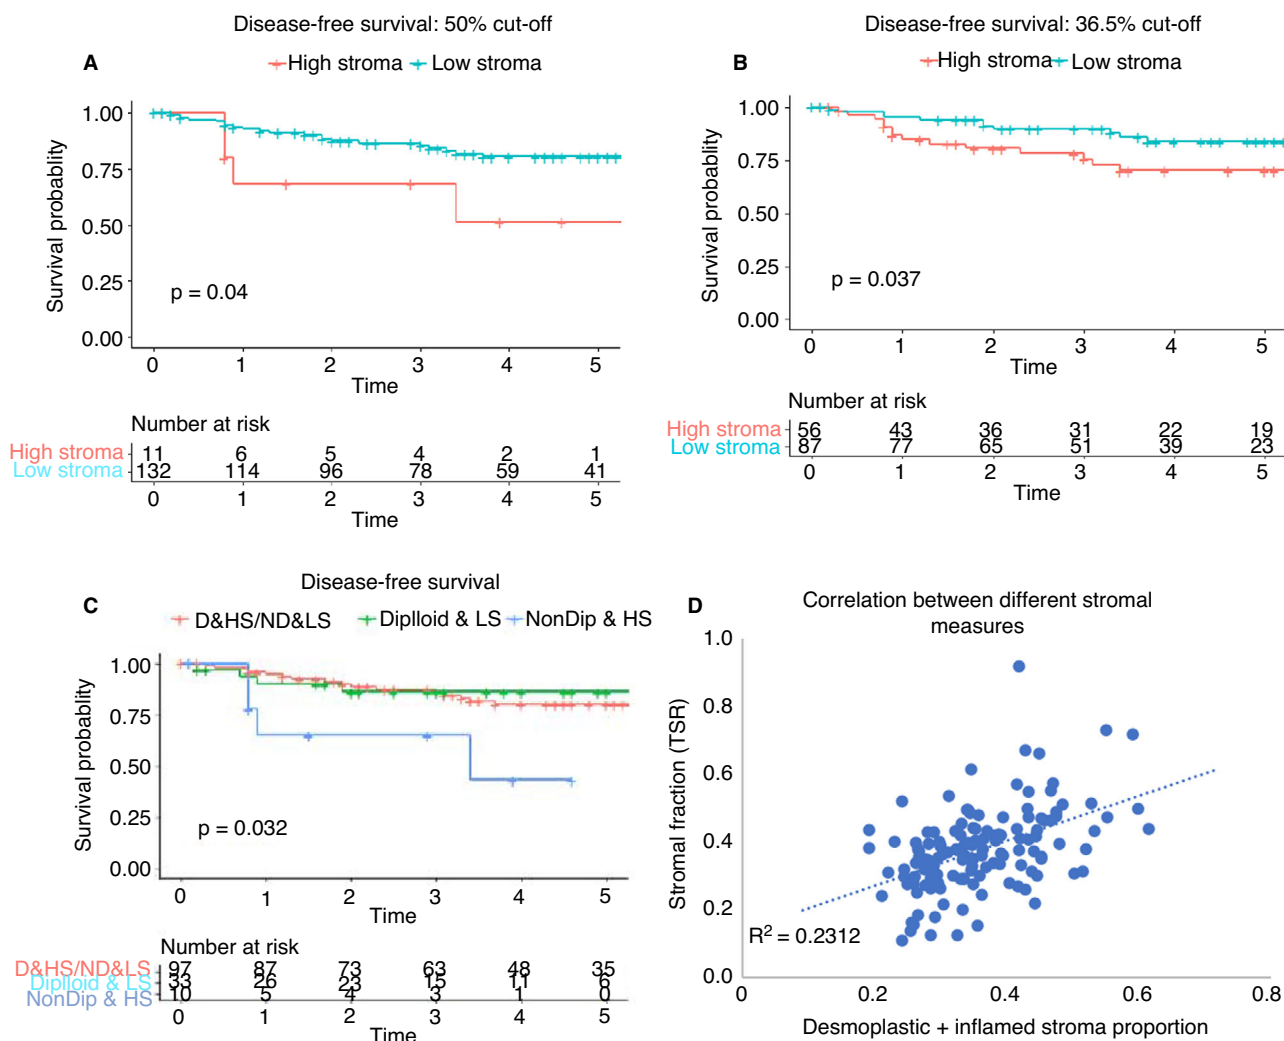 Disease-free survival: 50% cut-off
A
High stroma Low stroma
1.00
0.75
0.50
0.25
0.00
Survival probablity
p = 0.04
0 1 2 3 4 5
Time
Number at risk
High stroma 11 6 5 4 2 1
Low stroma 132 114 96 78 59 41
0 1 2 3 4 5
Time
Disease-free survival: 36.5% cut-off
B
High stroma Low stroma
1.00
0.75
0.50
0.25
0.00
Survival probablity
p = 0.037
0 1 2 3 4 5
Time
Number at risk
High stroma 56 43 36 31 22 19
Low stroma 87 77 65 51 39 23
0 1 2 3 4 5
Time
Disease-free survival
C
D&HS/ND&LS Diplloid & LS NonDip & HS
1.00
0.75
0.50
0.25
0.00
Survival probablity
p = 0.032
0 1 2 3 4 5
Time
Number at risk
D&HS/ND&LS 97 87 73 63 48 35
Diplloid & LS 33 26 23 15 11 6
NonDip & HS 10 5 4 3 1 0
0 1 2 3 4 5
Time
D
Correlation between different stromal
measures
1.0
0.8
0.6
0.4
0.2
0.0
Stromal fraction (TSR)
R² = 0.2312
0 0.2 0.4 0.6 0.8
Desmoplastic + inflamed stroma proportion